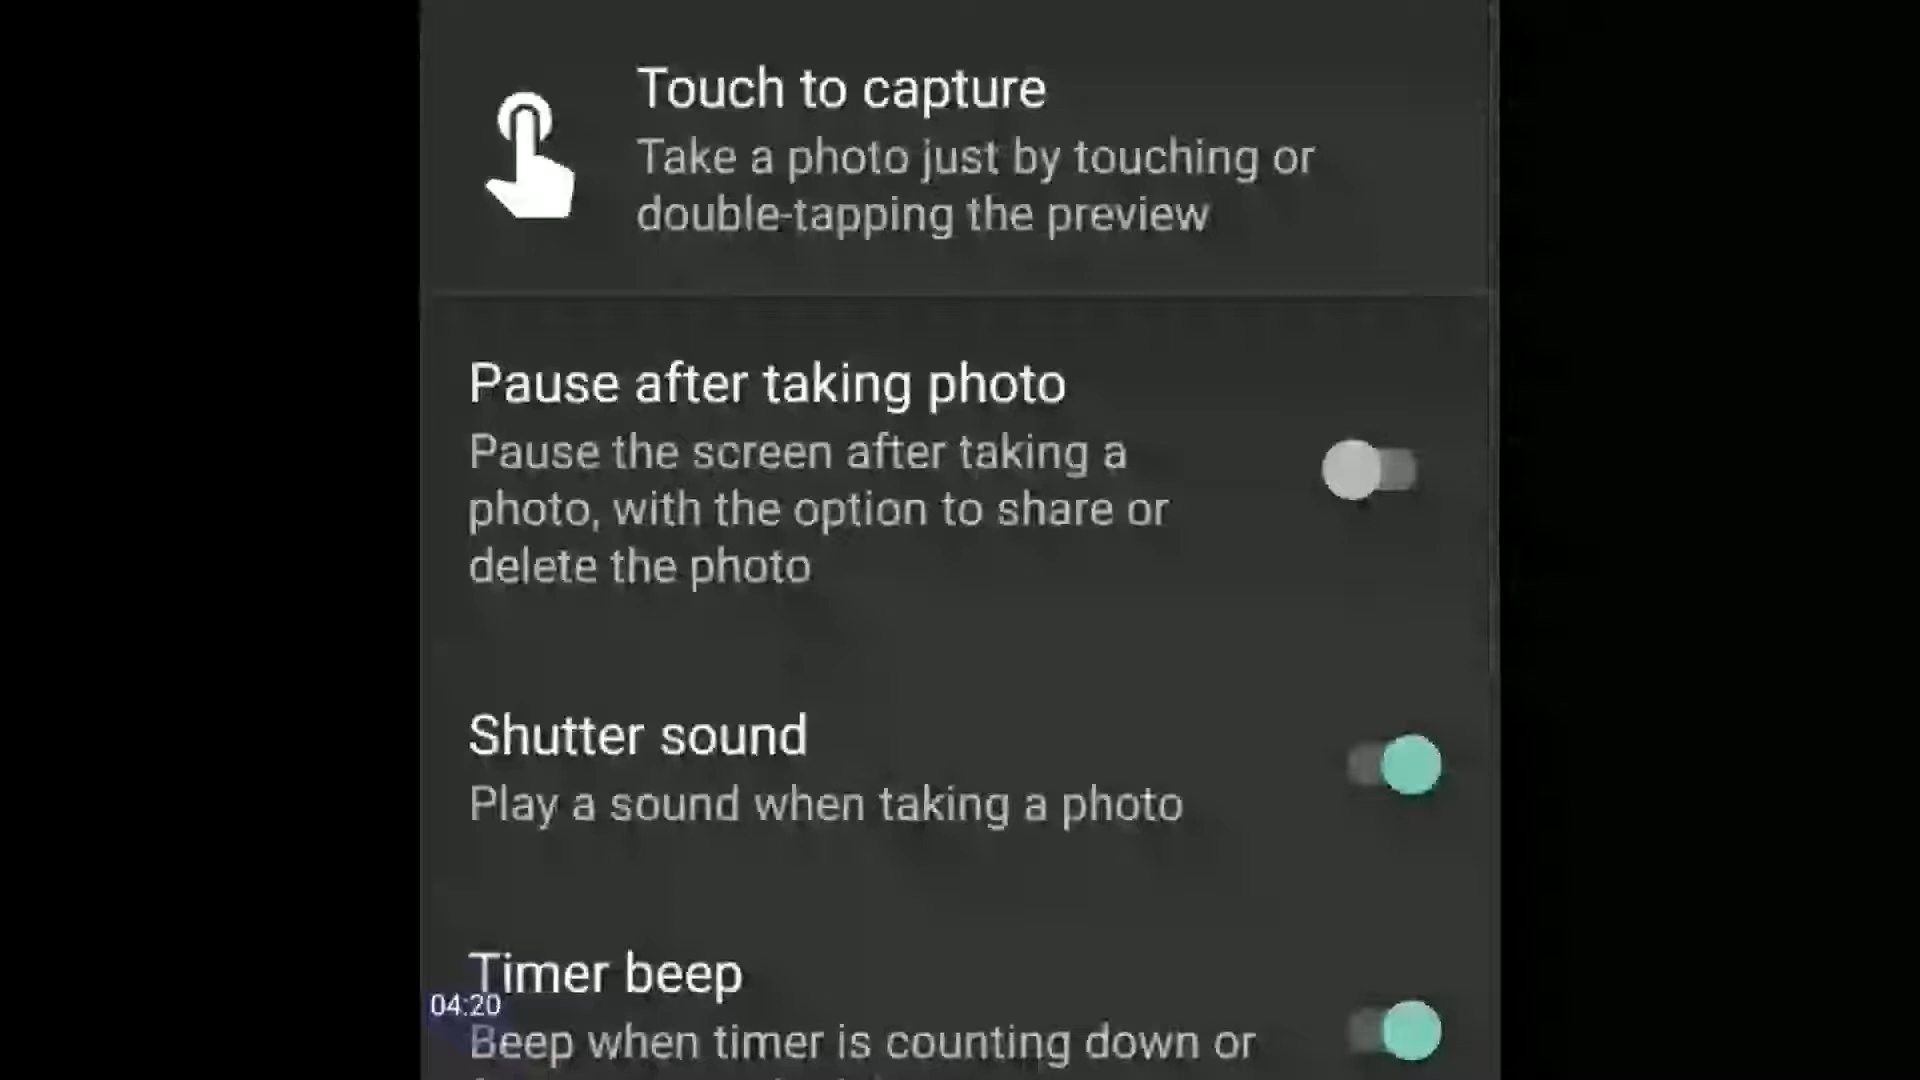 Touch to capture
Take a photo just by touching or
double-tapping the preview
Pause after taking photo
Pause the screen after taking a
photo, with the option to share or
delete the photo
Shutter sound
Play a sound when taking a photo
Timer beep
04:20
Beep when timer is counting down or